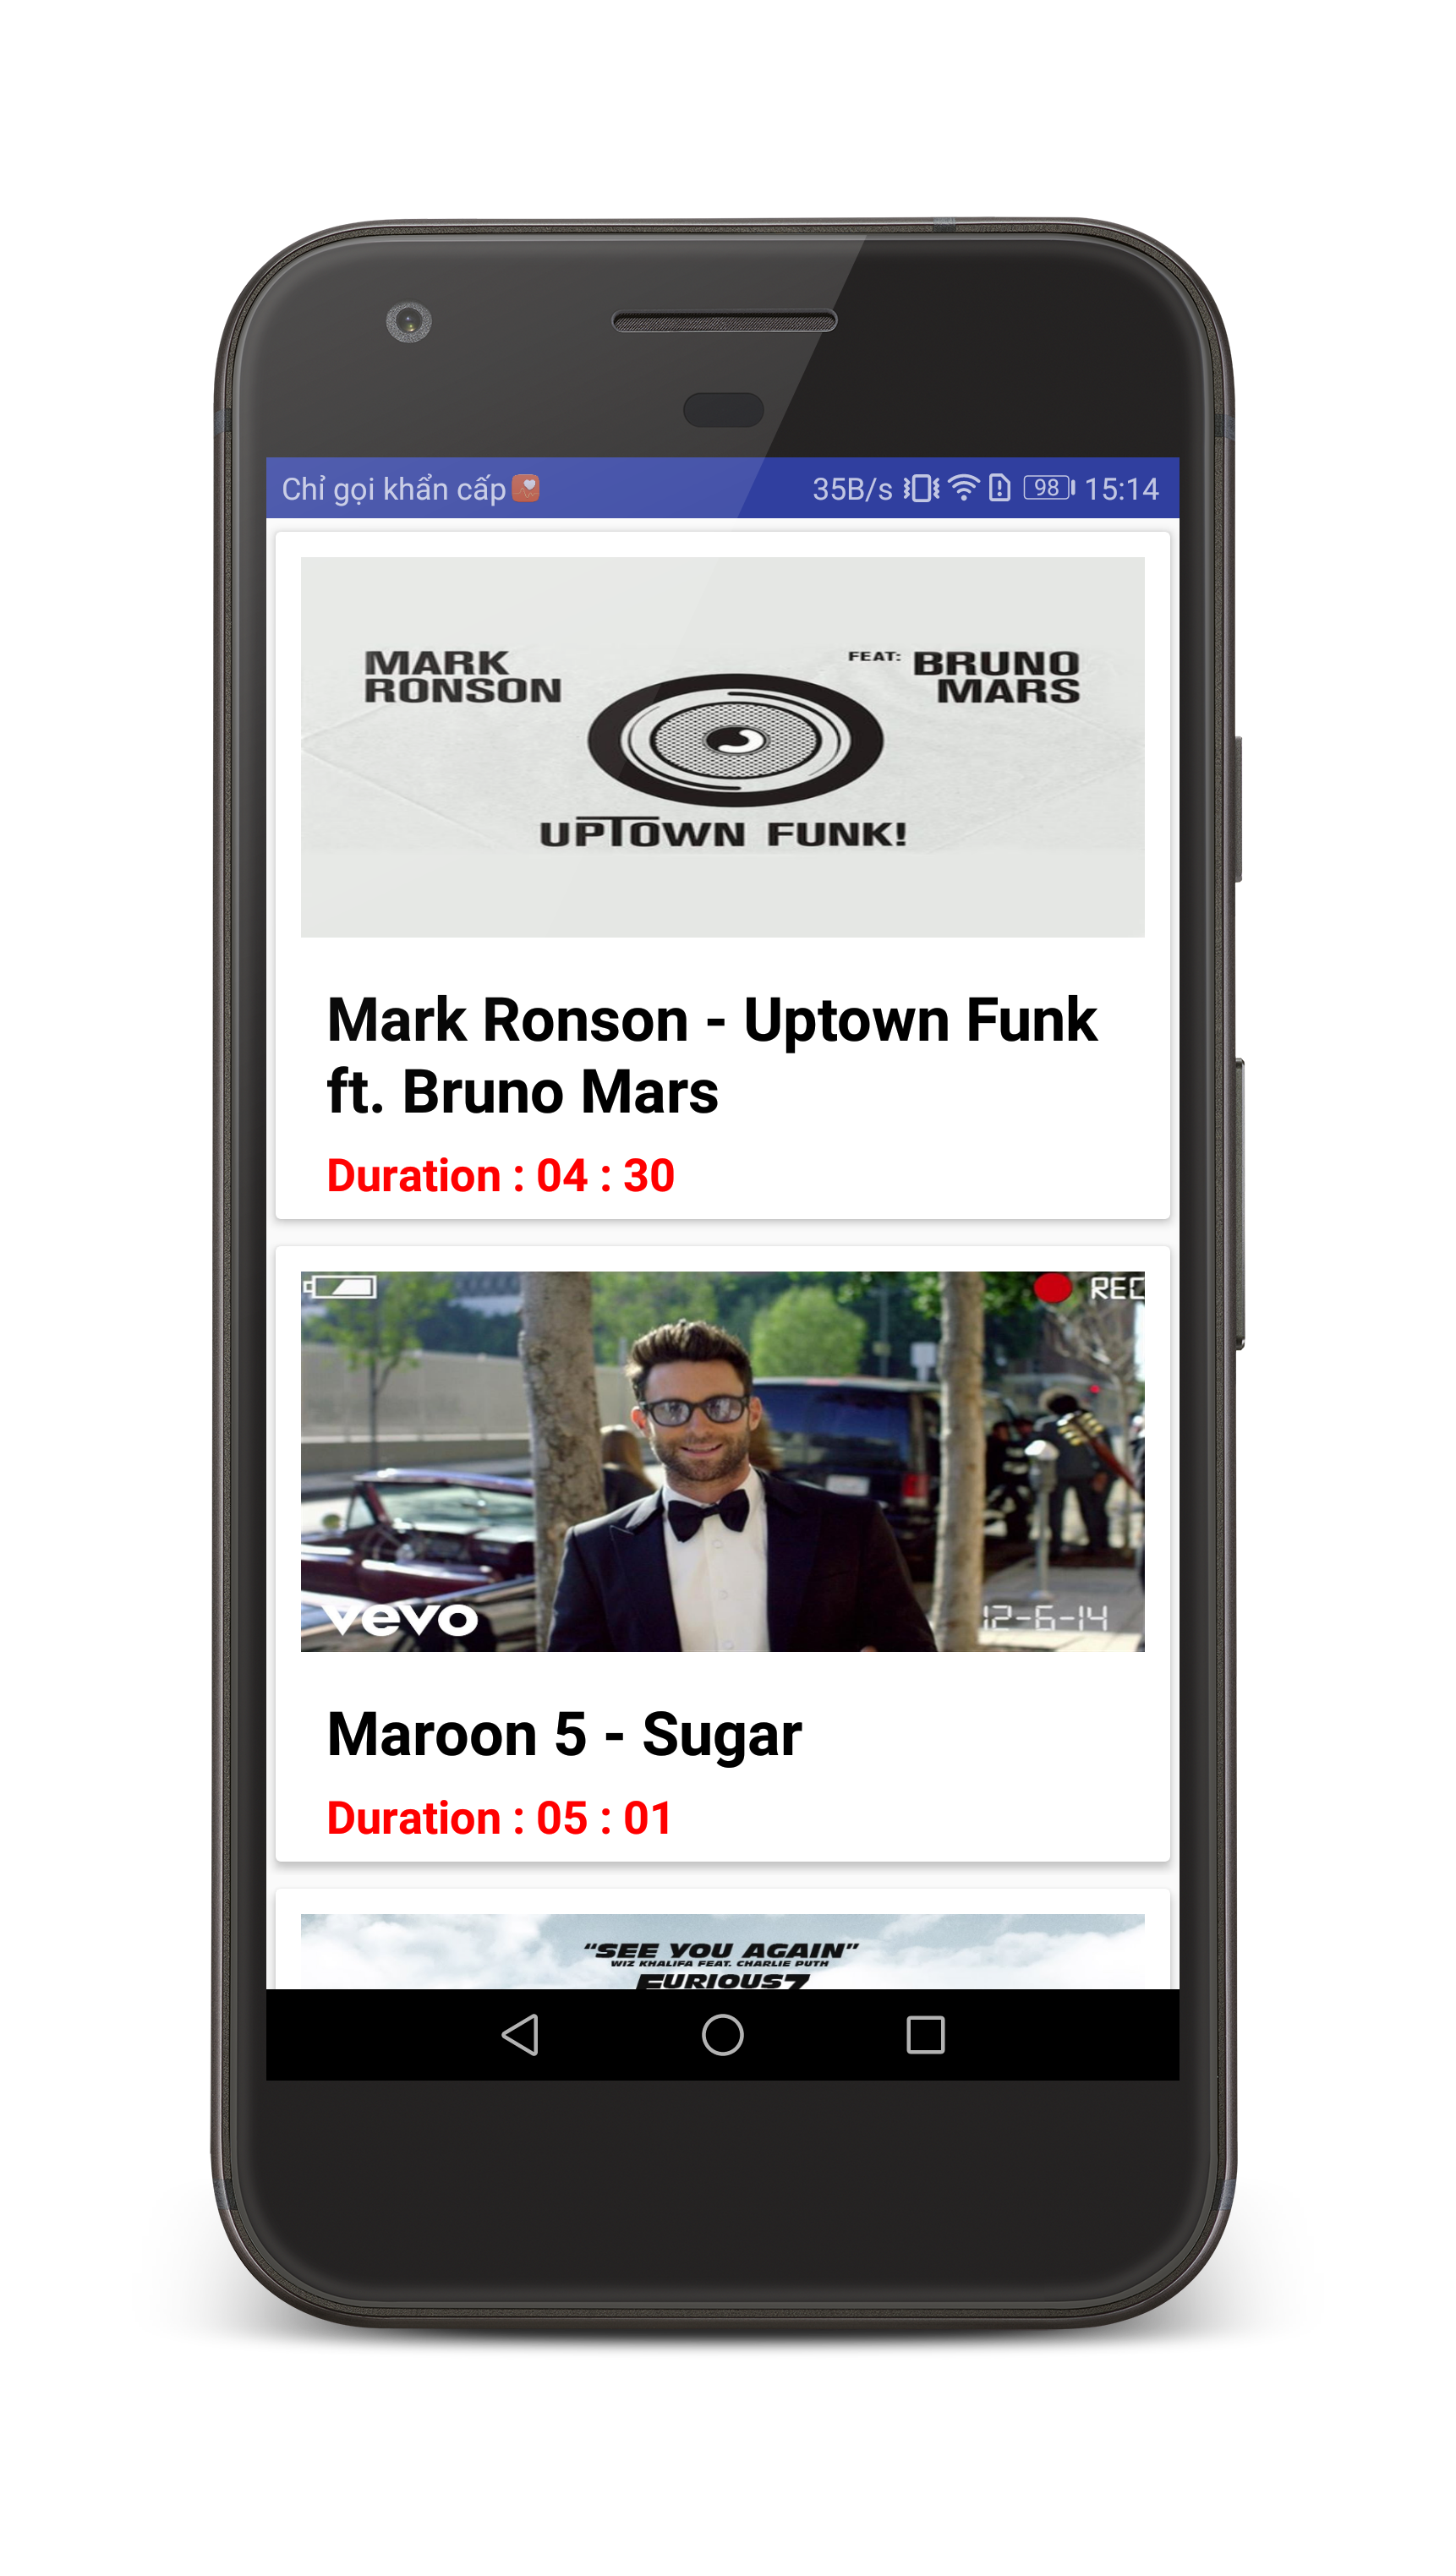 Chỉ gọi khẩn cấp
35B/s 98 15:14
MARK
RONSON
FEAT: BRUNO
MARS
UPTOWN FUNK!
Mark Ronson - Uptown Funk
ft. Bruno Mars
Duration : 04 : 30
REC
vevo
12-6-14
Maroon 5 - Sugar
Duration : 05 : 01
“SEE YOU AGAIN”
WIZ KHALIFA FEAT. CHARLIE PUTH
FURIOUS 7